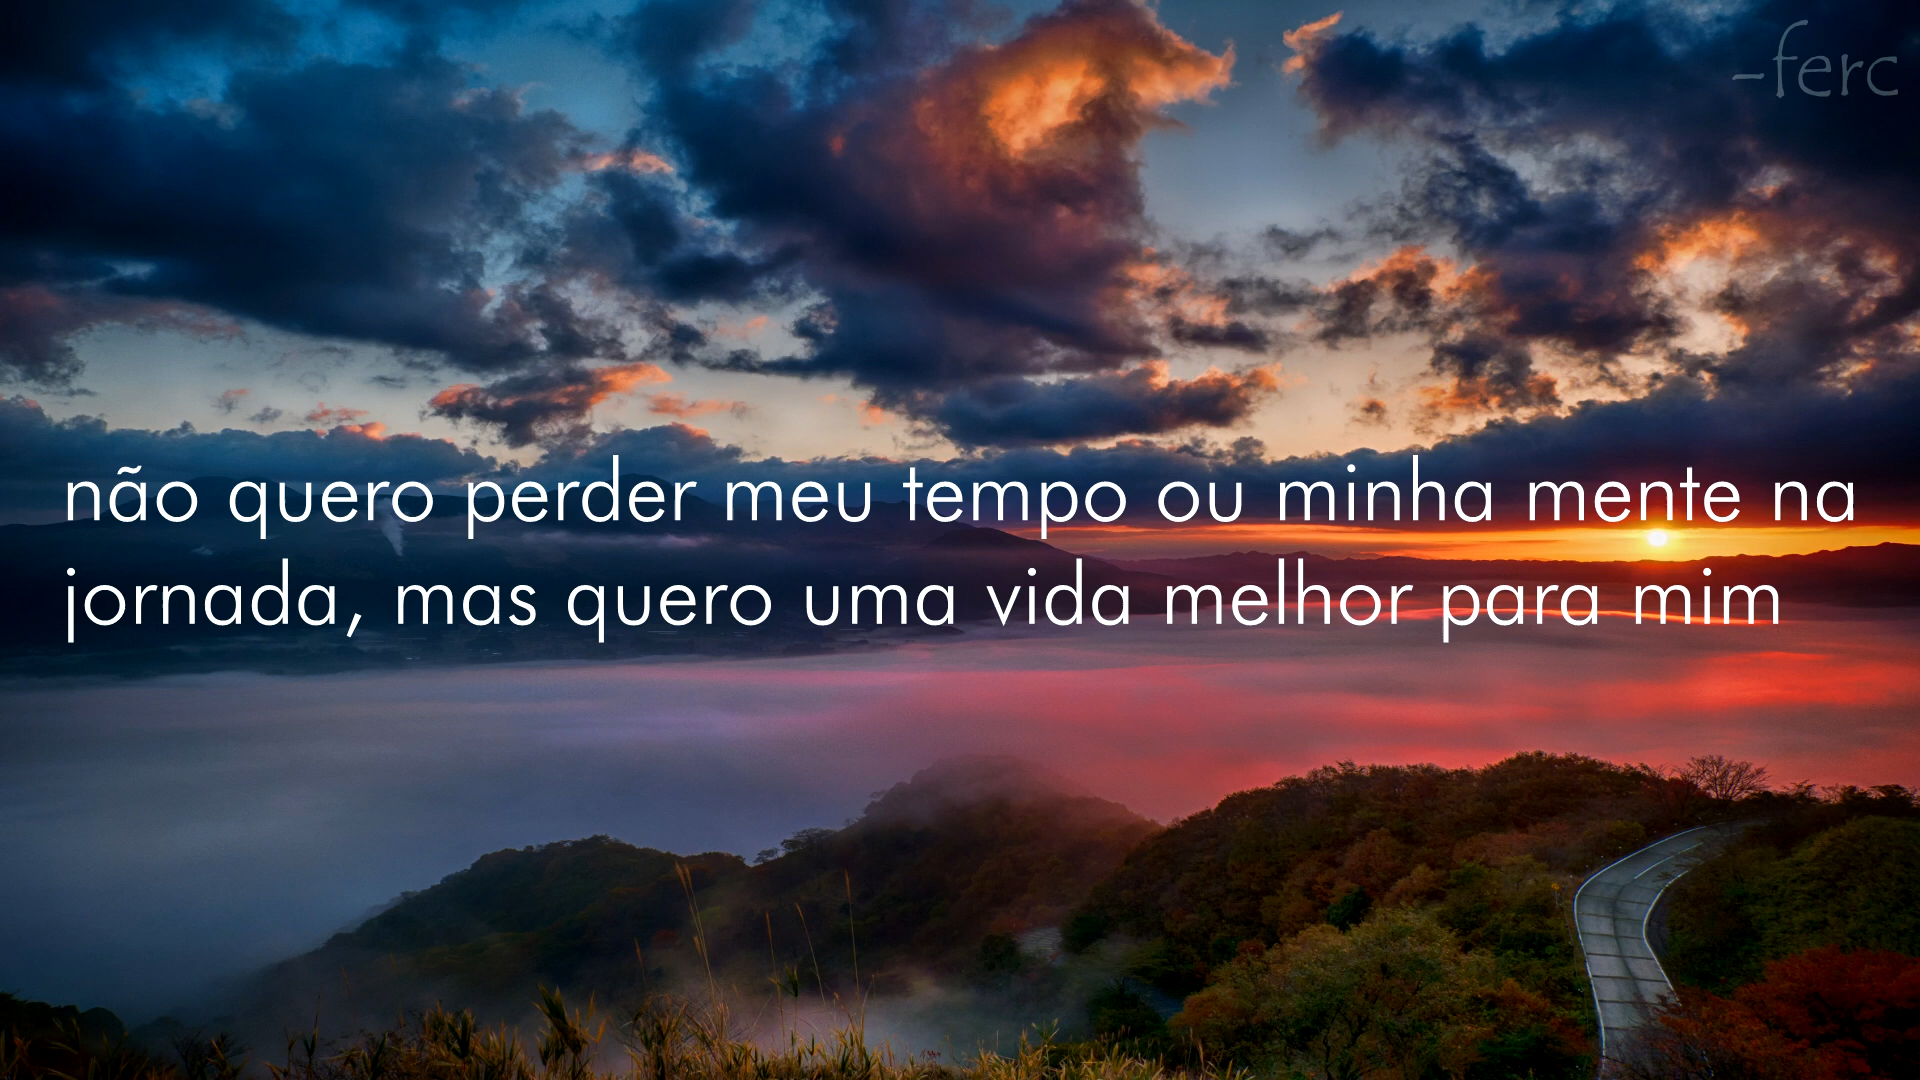 -ferc
não quero perder meu tempo ou minha mente na
jornada, mas quero uma vida melhor para mim